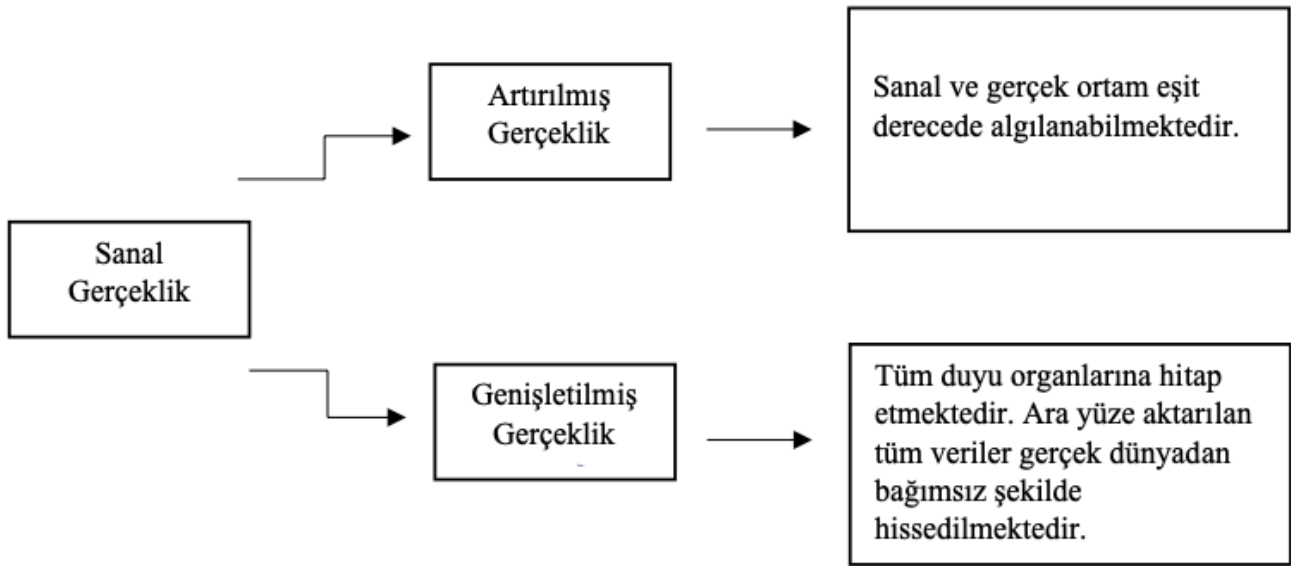 Sanal
Gerçeklik
Artırılmış
Gerçeklik
Sanal ve gerçek ortam eşit
derecede algılanabilmektedir.
Genişletilmiş
Gerçeklik
Tüm duyu organlarına hitap
etmektedir. Ara yüze aktarılan
tüm veriler gerçek dünyadan
bağımsız şekilde
hissedilmektedir.